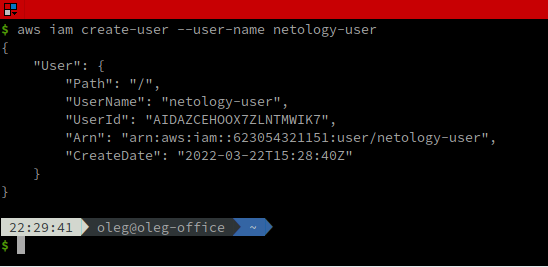 $ aws iam create-user --user-name netology-user
{
    "User": {
        "Path": "/",
        "UserName": "netology-user",
        "UserId": "AIDAZCEHOOX7ZLNTMWIK7",
        "Arn": "arn:aws:iam::623054321151:user/netology-user",
        "CreateDate": "2022-03-22T15:28:40Z"
    }
}
22:29:41 oleg@oleg-office ~
$